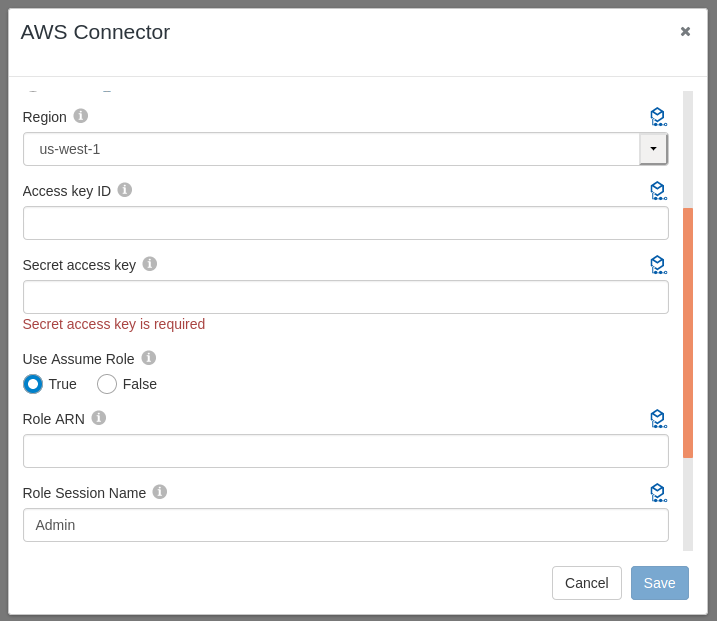 AWS Connector
Region
us-west-1
Access key ID
Secret access key
Secret access key is required
Use Assume Role
True False
Role ARN
Role Session Name
Admin
Cancel Save